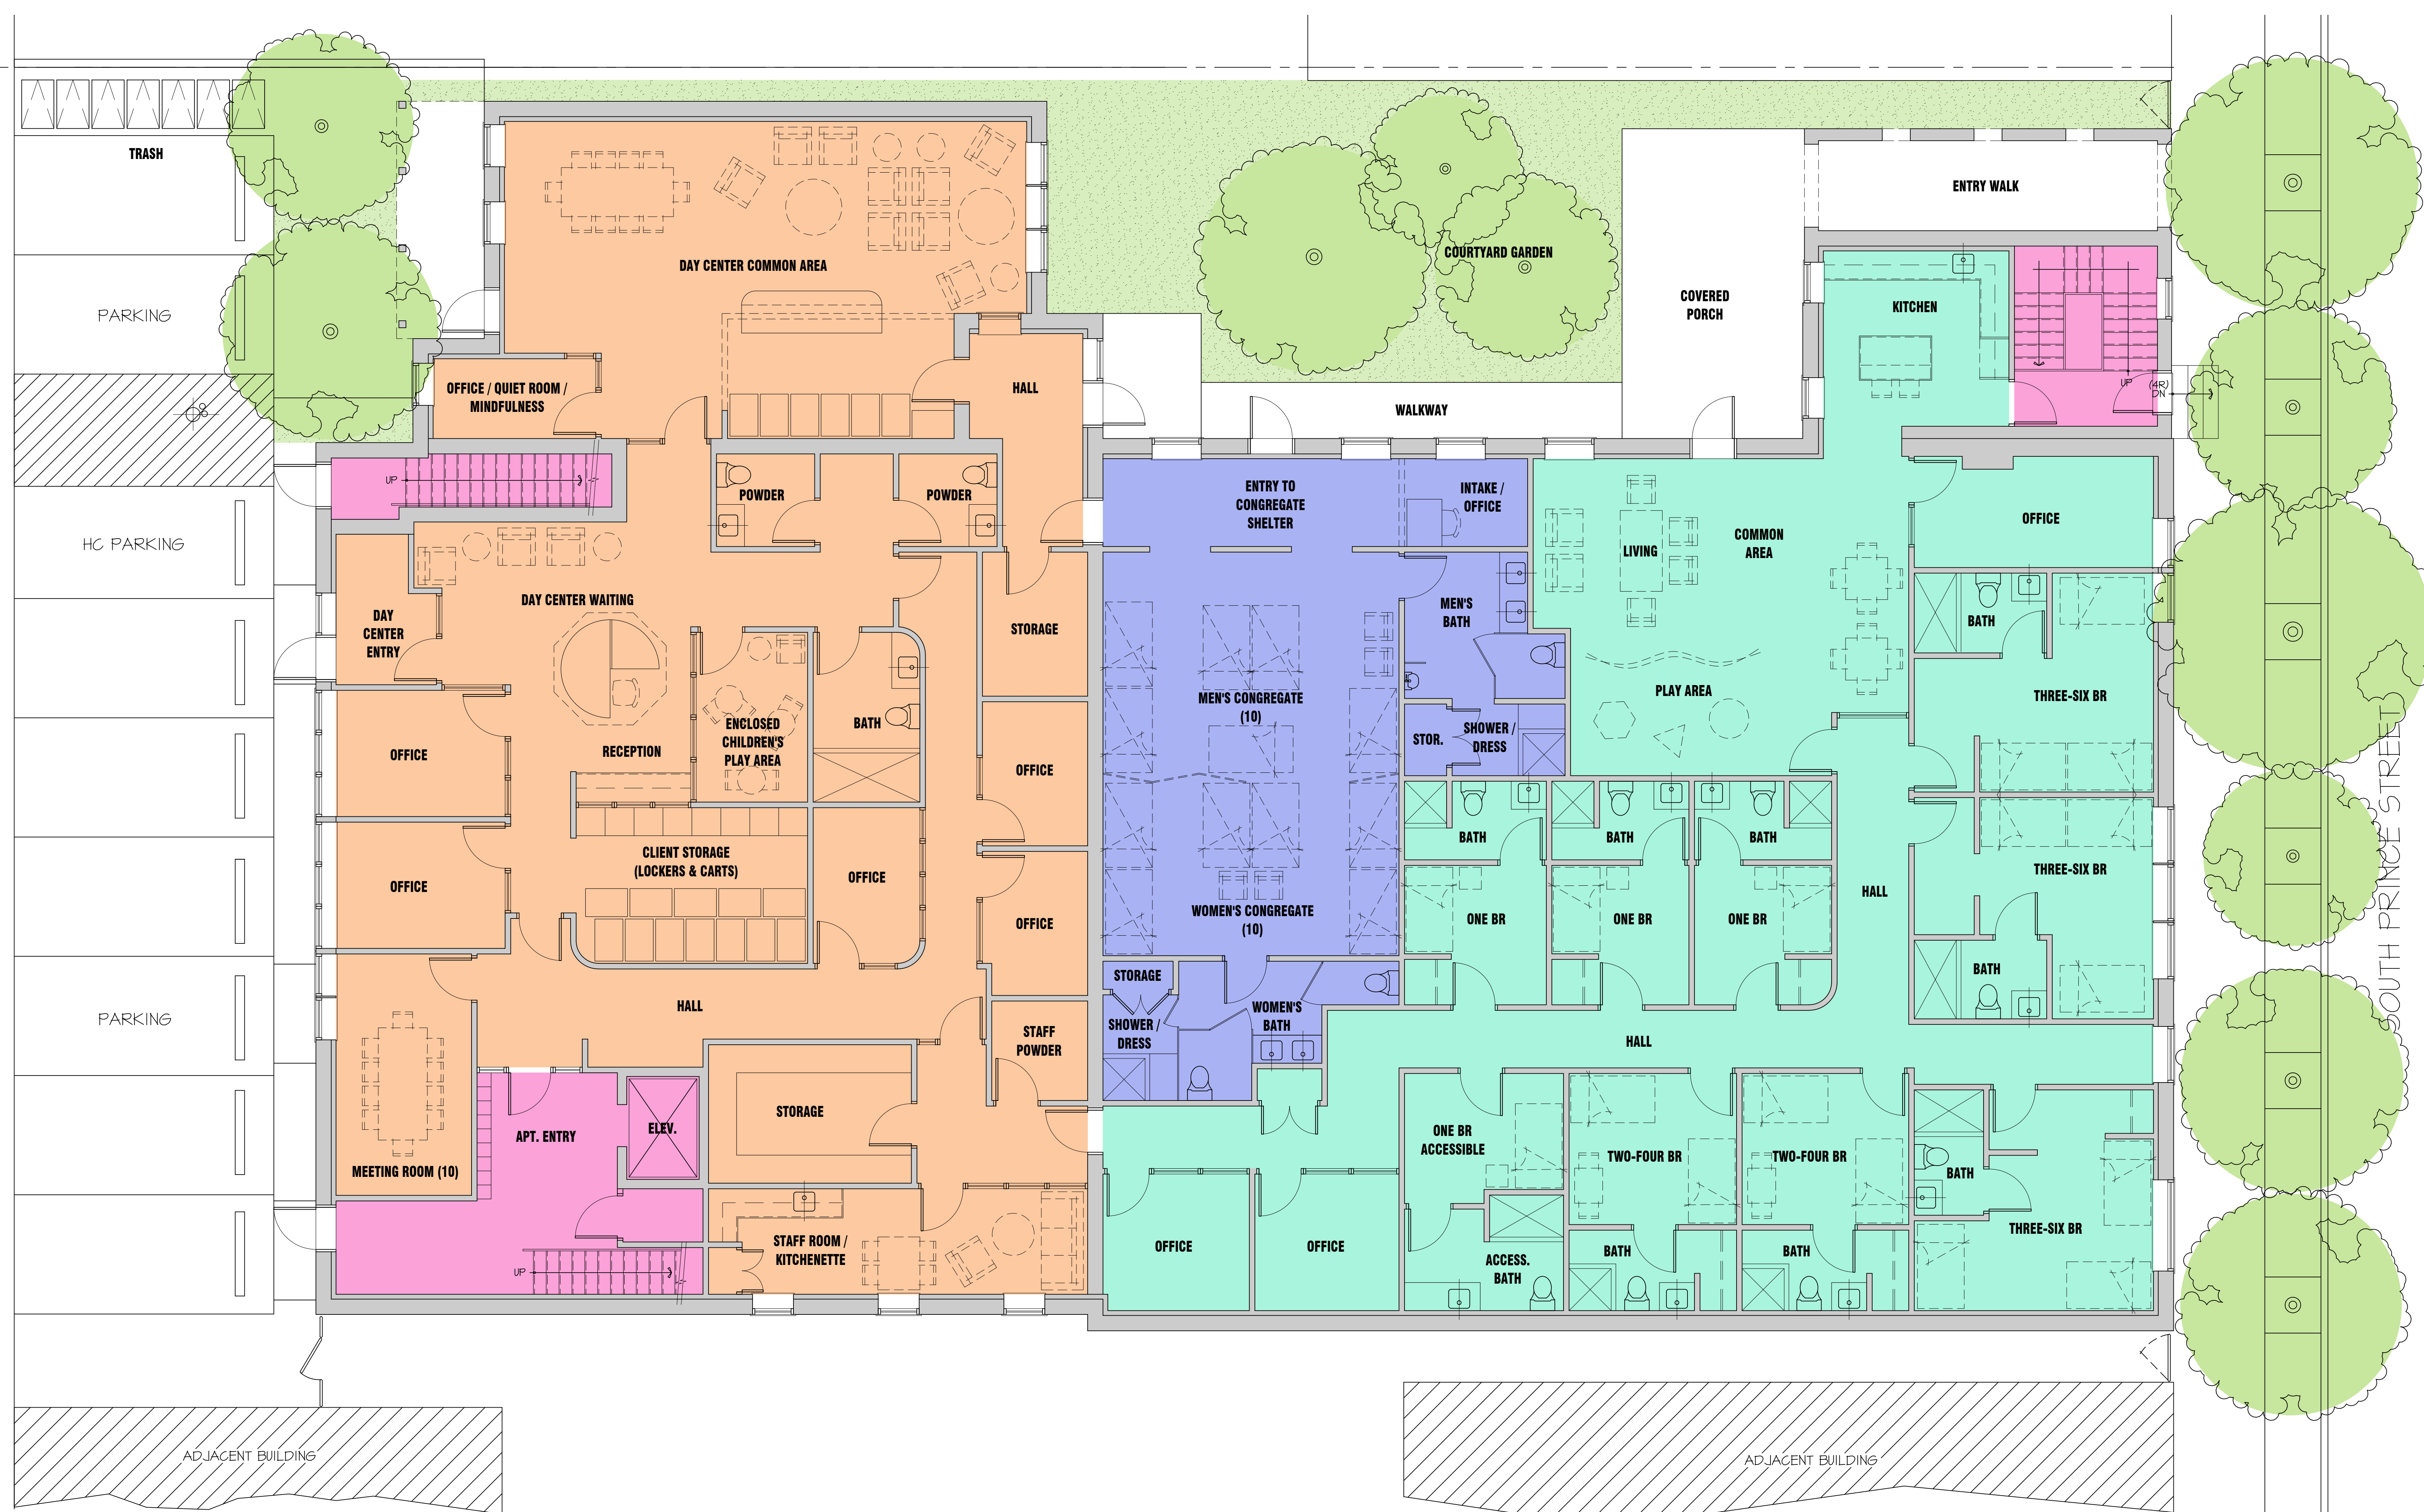 TRASH
ENTRY WALK
COURTYARD GARDEN
DAY CENTER COMMON AREA
COVERED
PORCH
KITCHEN
PARKING
OFFICE / QUIET ROOM /
MINDFULNESS
HALL
WALKWAY
UP
(4R)
DN
UP
POWDER
POWDER
ENTRY TO
CONGREGATE
SHELTER
INTAKE /
OFFICE
OFFICE
HC PARKING
LIVING
COMMON
AREA
DAY CENTER WAITING
DAY
CENTER
ENTRY
STORAGE
MEN'S
BATH
BATH
PLAY AREA
THREE-SIX BR
MEN'S CONGREGATE
(10)
ENCLOSED
CHILDREN'S
PLAY AREA
BATH
STOR.
SHOWER /
DRESS
OFFICE
RECEPTION
OFFICE
SOUTH PRINCE STREET
BATH
BATH
BATH
CLIENT STORAGE
(LOCKERS & CARTS)
OFFICE
THREE-SIX BR
OFFICE
HALL
WOMEN'S CONGREGATE
(10)
ONE BR
ONE BR
ONE BR
OFFICE
STORAGE
BATH
HALL
WOMEN'S
BATH
SHOWER /
DRESS
PARKING
STAFF
POWDER
HALL
STORAGE
APT. ENTRY
ELEV.
ONE BR
ACCESSIBLE
TWO-FOUR BR
TWO-FOUR BR
MEETING ROOM (10)
BATH
THREE-SIX BR
STAFF ROOM /
KITCHENETTE
OFFICE
OFFICE
BATH
BATH
ACCESS.
BATH
UP
ADJACENT BUILDING
ADJACENT BUILDING